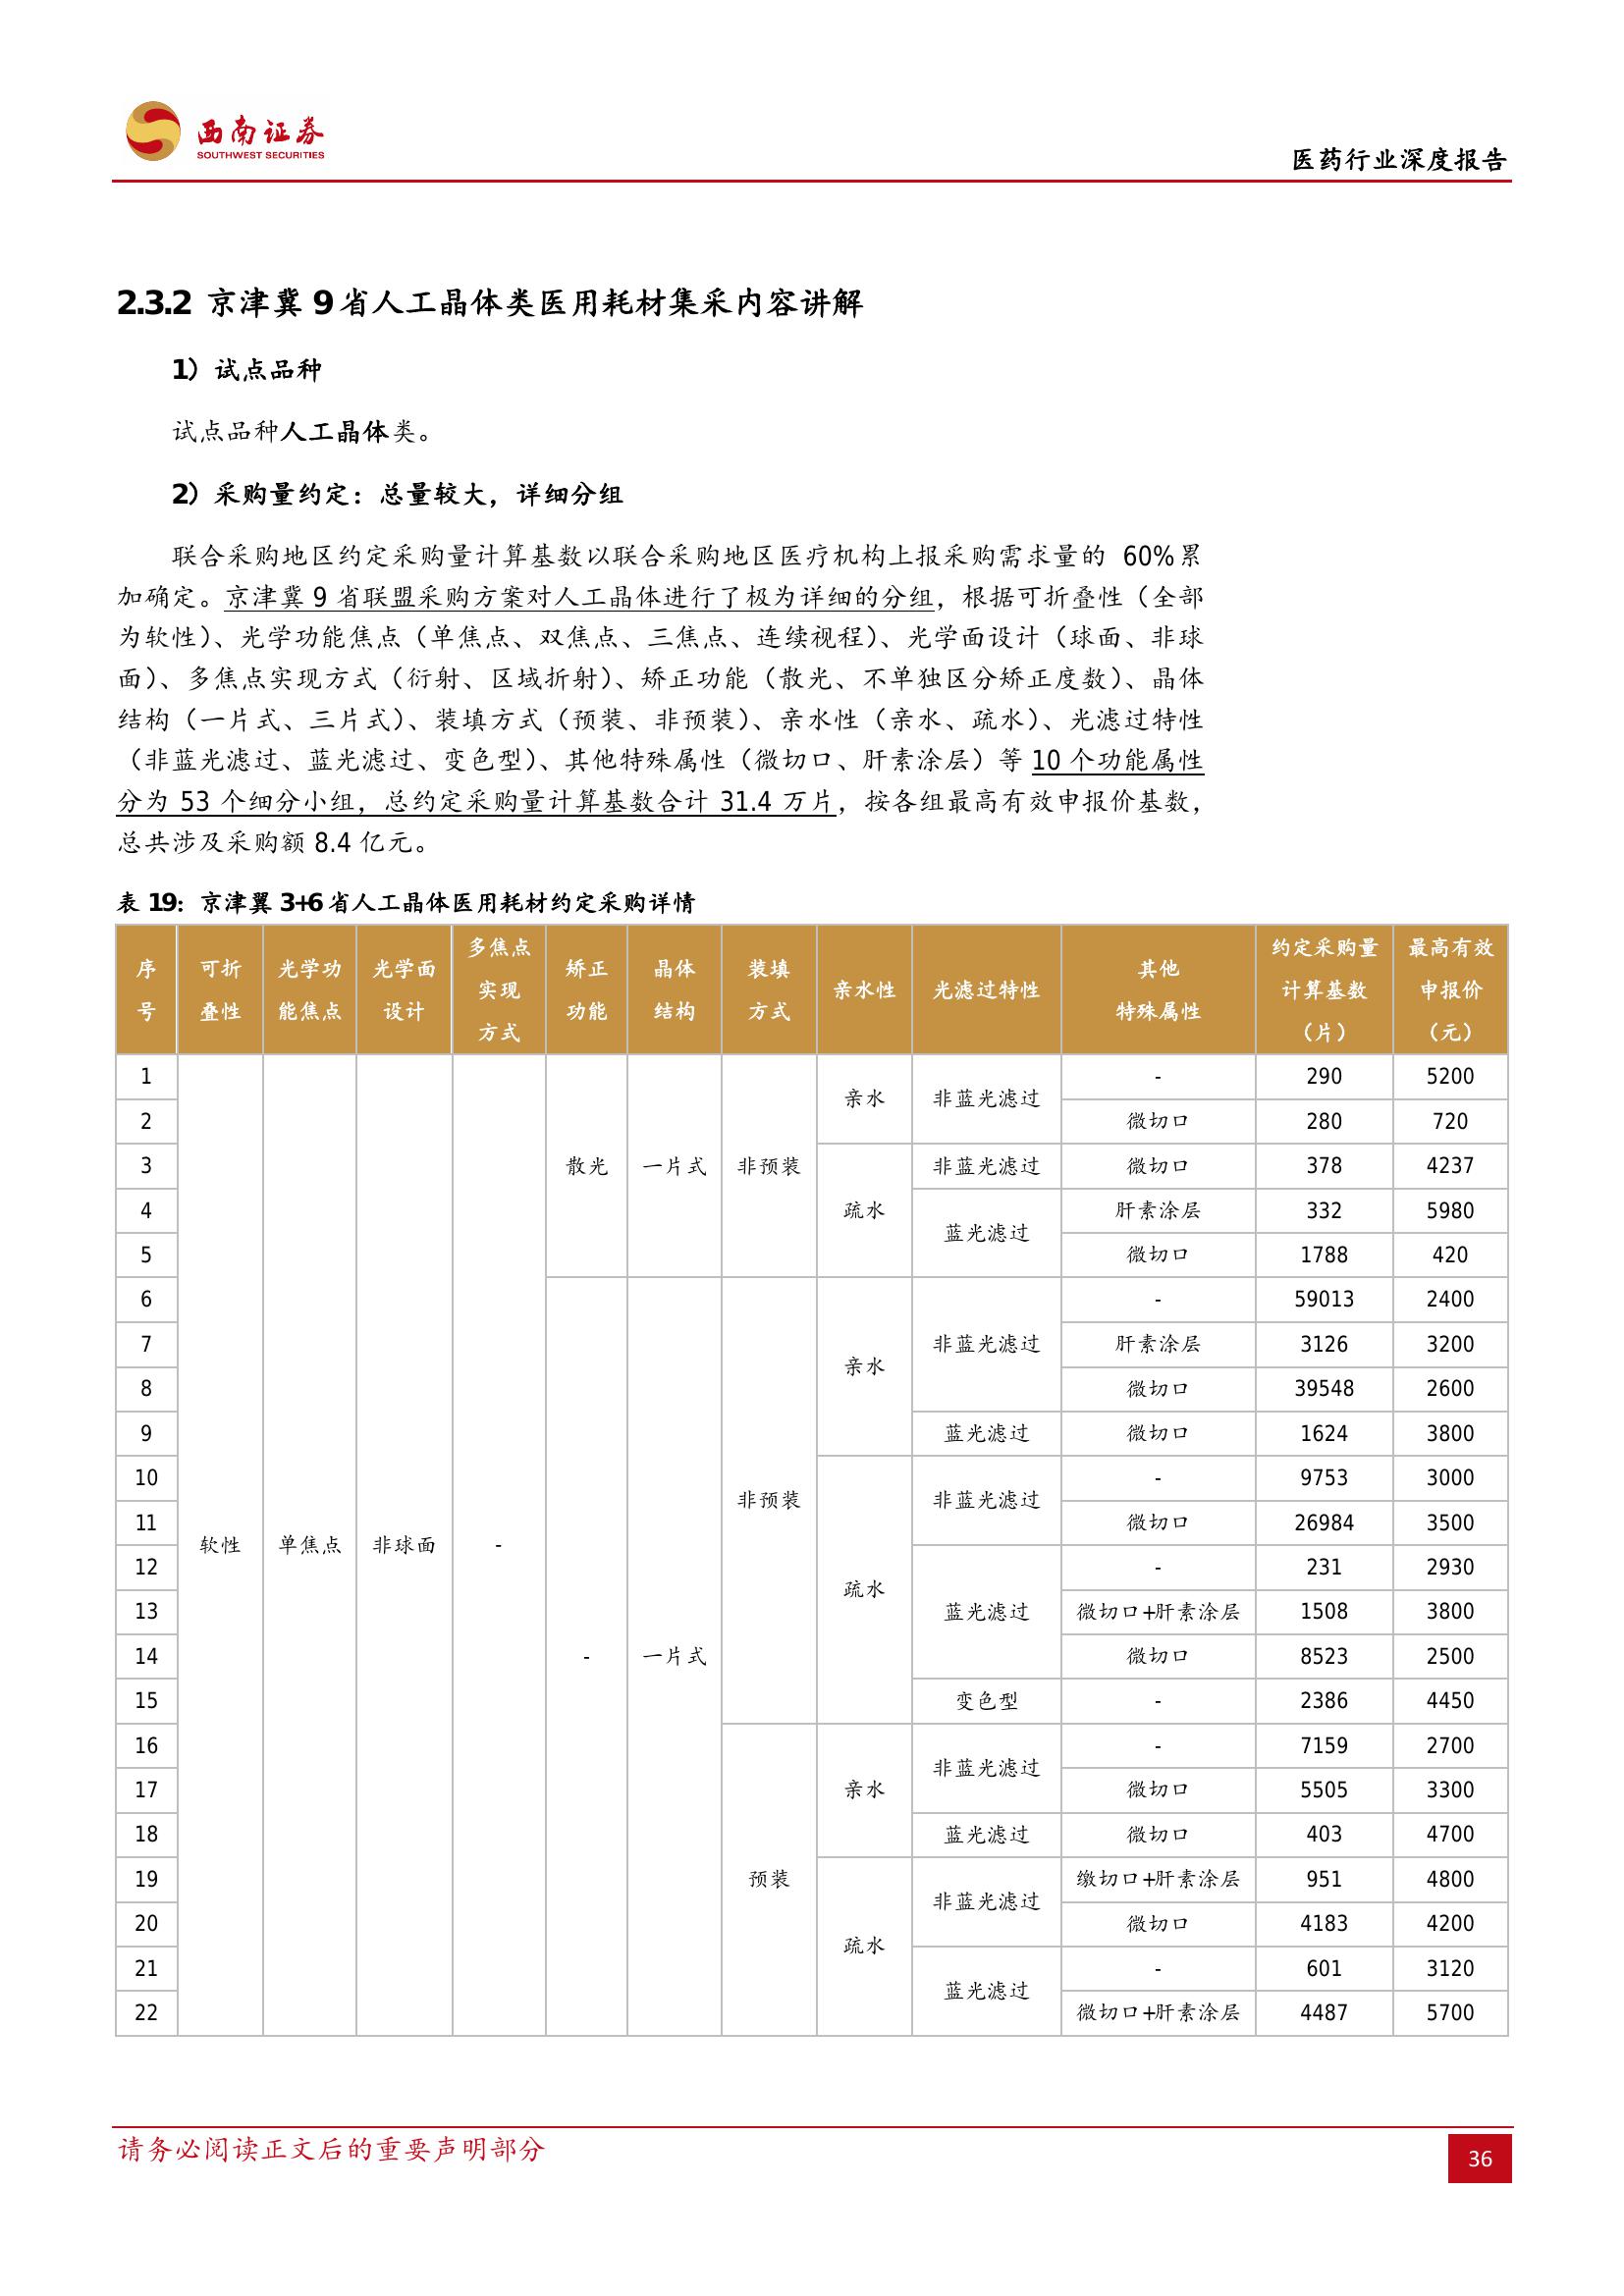 西南证券
SOUTHWEST SECURITIES
医药行业深度报告
2.3.2 京津冀 9 省人工晶体类医用耗材集采内容讲解
1）试点品种
试点品种人工晶体类。
2）采购量约定：总量较大，详细分组
联合采购地区约定采购量计算基数以联合采购地区医疗机构上报采购需求量的 60%累
加确定。京津冀 9 省联盟采购方案对人工晶体进行了极为详细的分组，根据可折叠性（全部
为软性）、光学功能焦点（单焦点、双焦点、三焦点、连续视程）、光学面设计（球面、非球
面）、多焦点实现方式（衍射、区域折射）、矫正功能（散光、不单独区分矫正度数）、晶体
结构（一片式、三片式）、装填方式（预装、非预装）、亲水性（亲水、疏水）、光滤过特性
（非蓝光滤过、蓝光滤过、变色型）、其他特殊属性（微切口、肝素涂层）等 10 个功能属性
分为 53 个细分小组，总约定采购量计算基数合计 31.4 万片，按各组最高有效申报价基数，
总共涉及采购额 8.4 亿元。
表 19：京津翼 3+6 省人工晶体医用耗材约定采购详情
序号 可折叠性 光学功能焦点 光学面设计 多焦点实现方式 矫正功能 晶体结构 装填方式 亲水性 光滤过特性 其他特殊属性 约定采购量计算基数（片） 最高有效申报价（元）
1 软性 单焦点 非球面 - 散光 一片式 非预装 亲水 非蓝光滤过 - 290 5200
2 微切口 280 720
3 疏水 非蓝光滤过 微切口 378 4237
4 蓝光滤过 肝素涂层 332 5980
5 微切口 1788 420
6 - 一片式 非预装 亲水 非蓝光滤过 - 59013 2400
7 肝素涂层 3126 3200
8 微切口 39548 2600
9 蓝光滤过 微切口 1624 3800
10 疏水 非蓝光滤过 - 9753 3000
11 微切口 26984 3500
12 蓝光滤过 - 231 2930
13 微切口+肝素涂层 1508 3800
14 微切口 8523 2500
15 变色型 - 2386 4450
16 预装 亲水 非蓝光滤过 - 7159 2700
17 微切口 5505 3300
18 蓝光滤过 微切口 403 4700
19 疏水 非蓝光滤过 缴切口+肝素涂层 951 4800
20 微切口 4183 4200
21 蓝光滤过 - 601 3120
22 微切口+肝素涂层 4487 5700
请务必阅读正文后的重要声明部分
36